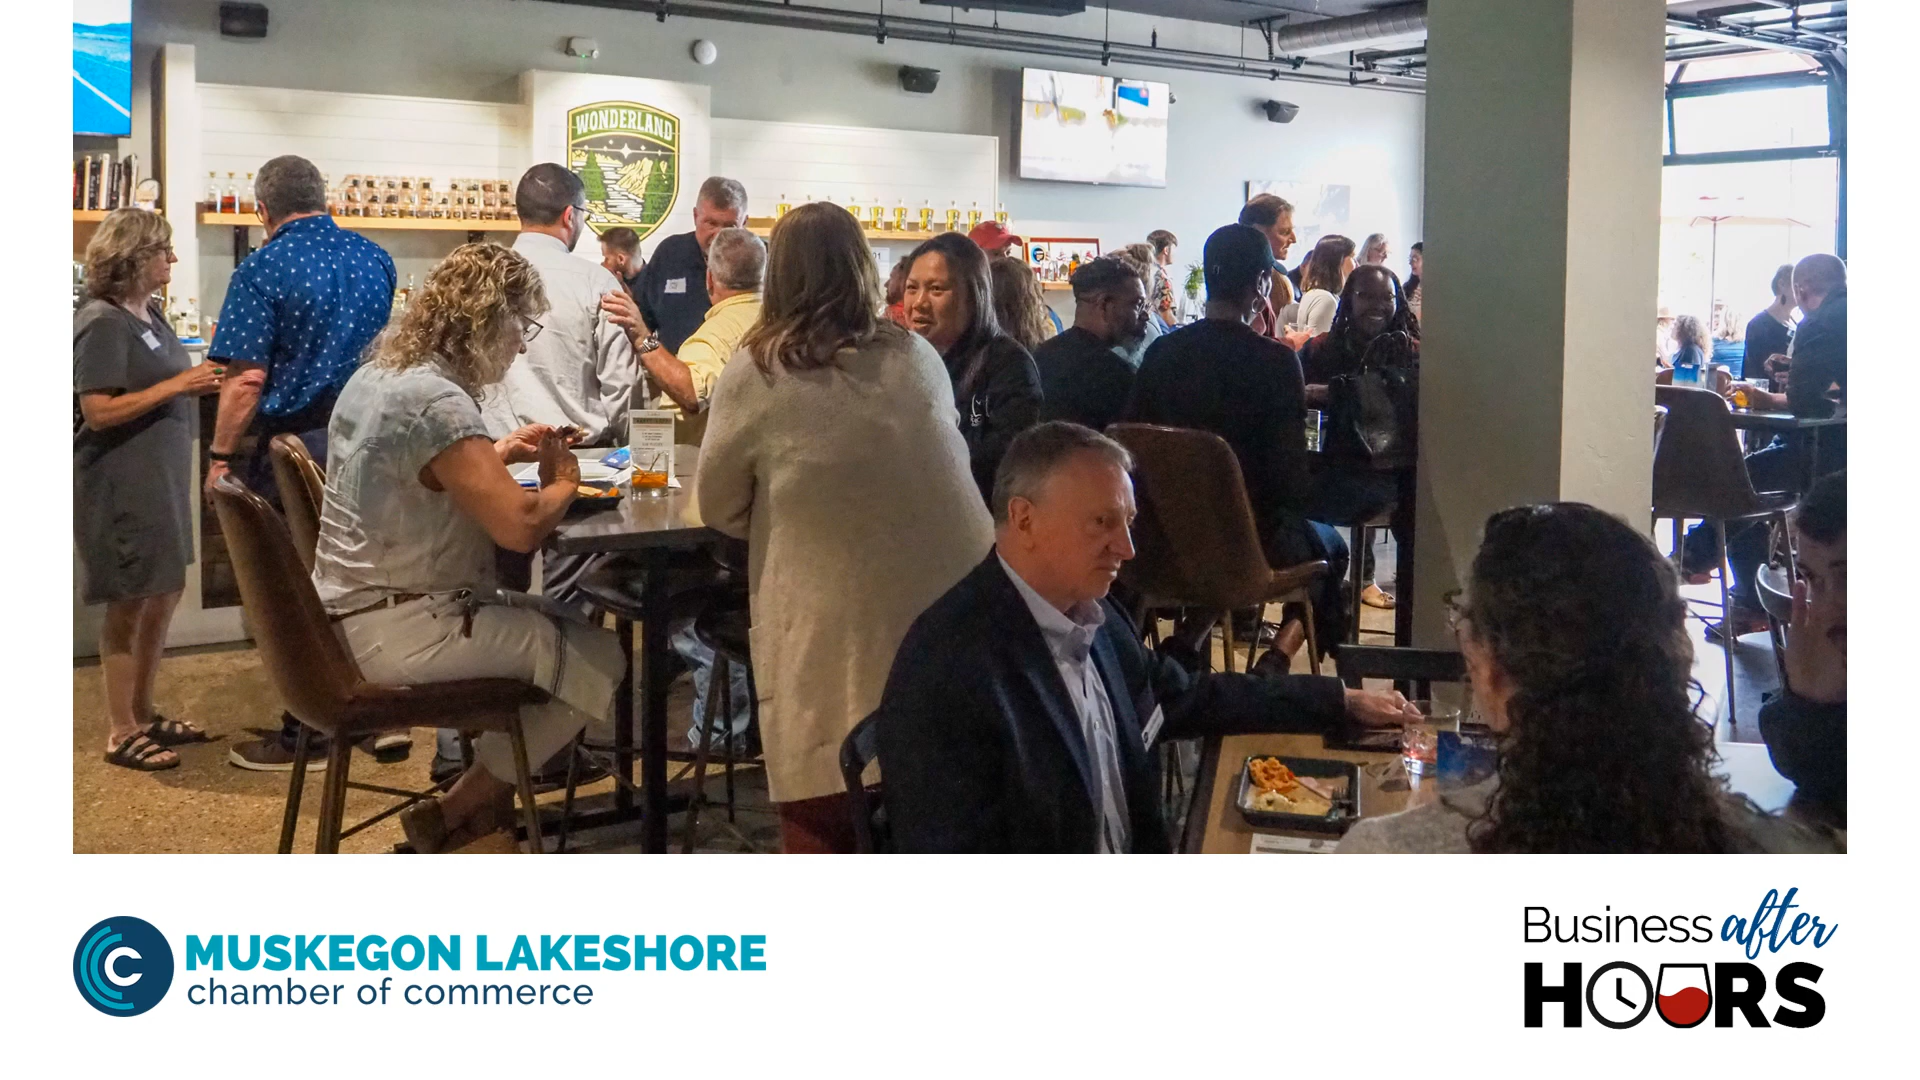 WONDERLAND
MUSKEGON LAKESHORE
chamber of commerce
Business after
HOURS